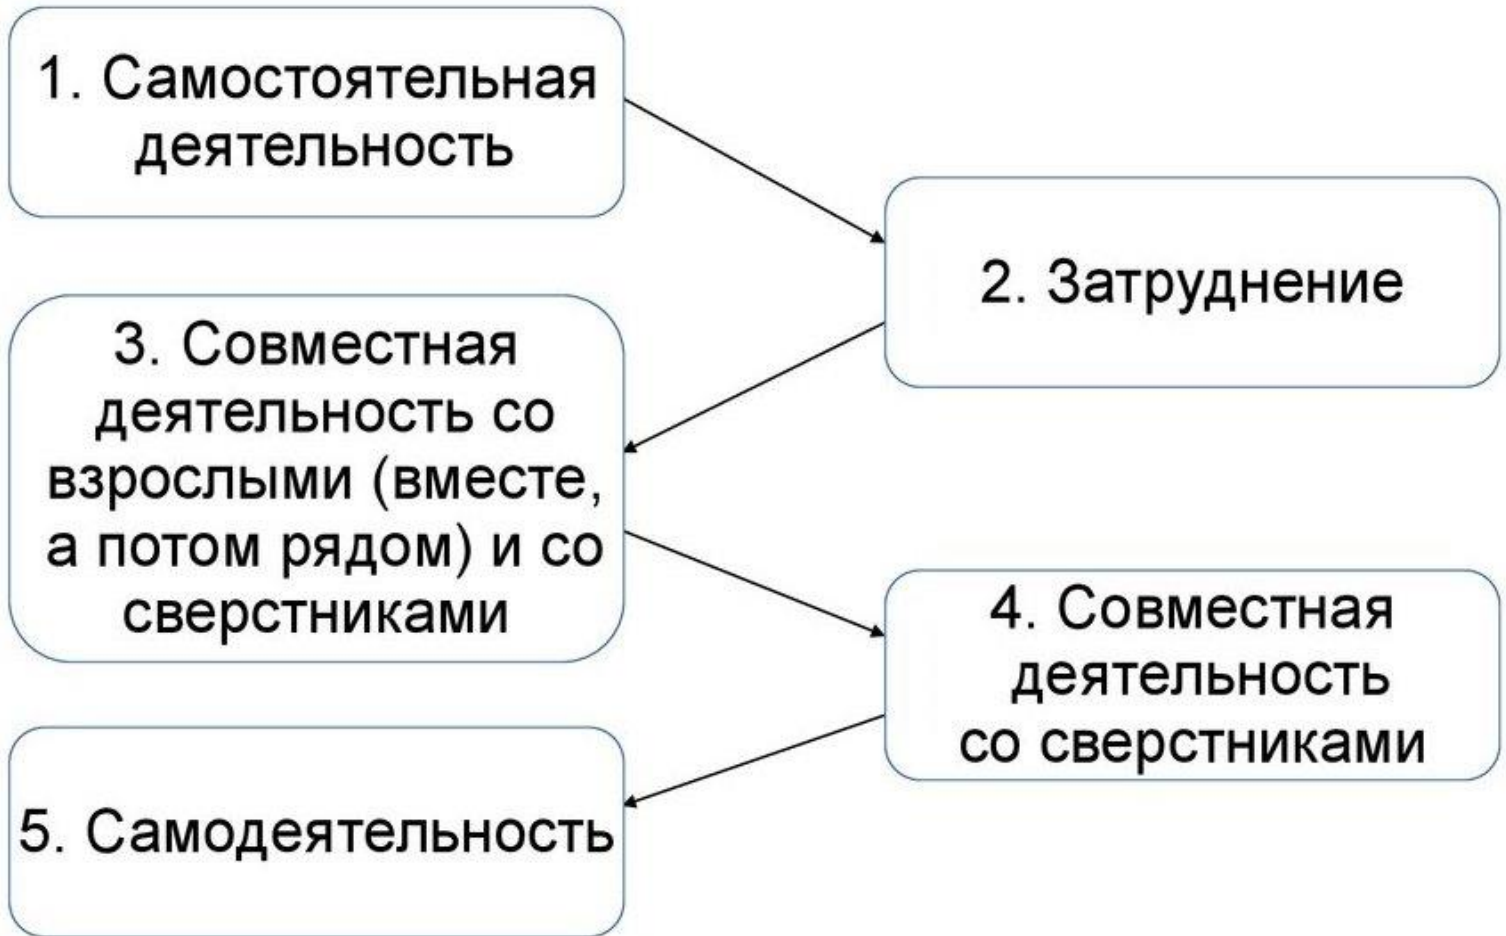 1. Самостоятельная
деятельность
2. Затруднение
3. Совместная
деятельность со
взрослыми (вместе,
а потом рядом) и со
сверстниками
4. Совместная
деятельность
со сверстниками
5. Самодеятельность